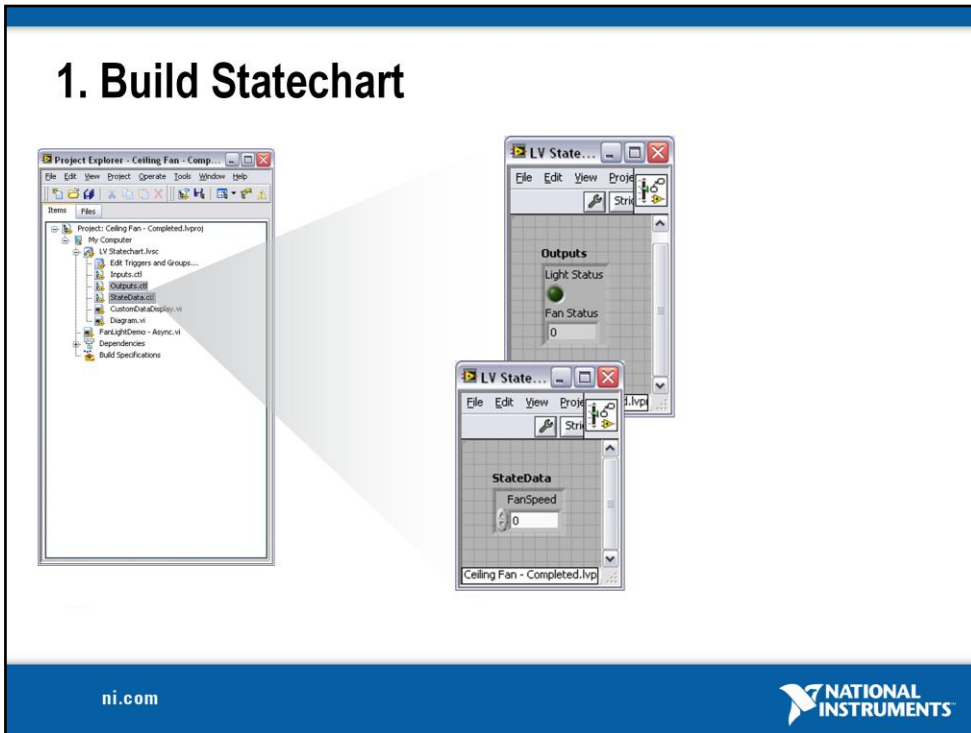 1. Build Statechart
Project Explorer - Ceiling Fan - Comp...
File Edit View Project Operate Tools Window Help
Items Files
Project: Ceiling Fan - Completed.lvproj
My Computer
LV Statechart.lvsc
Edit Triggers and Groups...
Inputs.ctl
Outputs.ctl
StateData.ctl
CustomDataDisplay.vi
Diagram.vi
FanLightDemo - Async.vi
Dependencies
Build Specifications
LV State...
File Edit View Proje
Stric
Outputs
Light Status
Fan Status
0
d.lvpr
LV State...
File Edit View Proje
Stri
StateData
FanSpeed
0
Ceiling Fan - Completed.lvp
ni.com
NATIONAL
INSTRUMENTS